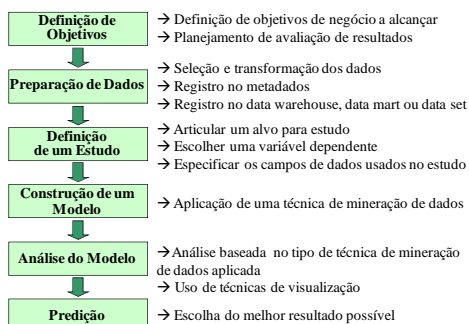 Definição de
Objetivos
→ Definição de objetivos de negócio a alcançar
→ Planejamento de avaliação de resultados
Preparação de Dados
→ Seleção e transformação dos dados
→ Registro no metadados
→ Registro no data warehouse, data mart ou data set
Definição
de um Estudo
→ Articular um alvo para estudo
→ Escolher uma variável dependente
→ Especificar os campos de dados usados no estudo
Construção de um
Modelo
→ Aplicação de uma técnica de mineração de dados
Análise do Modelo
→Análise baseada no tipo de técnica de mineração
de dados aplicada
→ Uso de técnicas de visualização
Predição
→ Escolha do melhor resultado possível